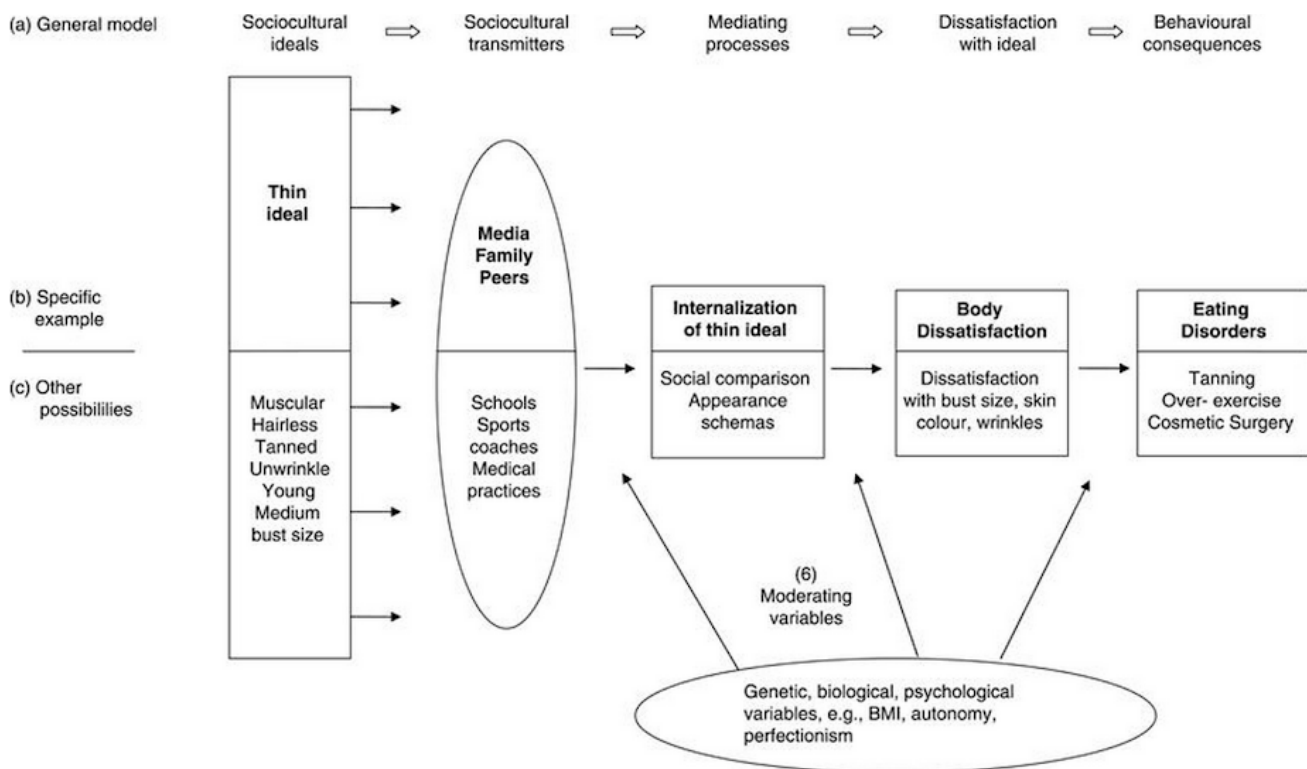 (a) General model
Sociocultural
ideals
Sociocultural
transmitters
Mediating
processes
Dissatisfaction
with ideal
Behavioural
consequences
Thin
ideal
Media
Family
Peers
(b) Specific
example
Internalization
of thin ideal
Body
Dissatisfaction
Eating
Disorders
(c) Other
possibililies
Muscular
Hairless
Tanned
Unwrinkle
Young
Medium
bust size
Schools
Sports
coaches
Medical
practices
Social comparison
Appearance
schemas
Dissatisfaction
with bust size, skin
colour, wrinkles
Tanning
Over- exercise
Cosmetic Surgery
(6)
Moderating
variables
Genetic, biological, psychological
variables, e.g., BMI, autonomy,
perfectionism